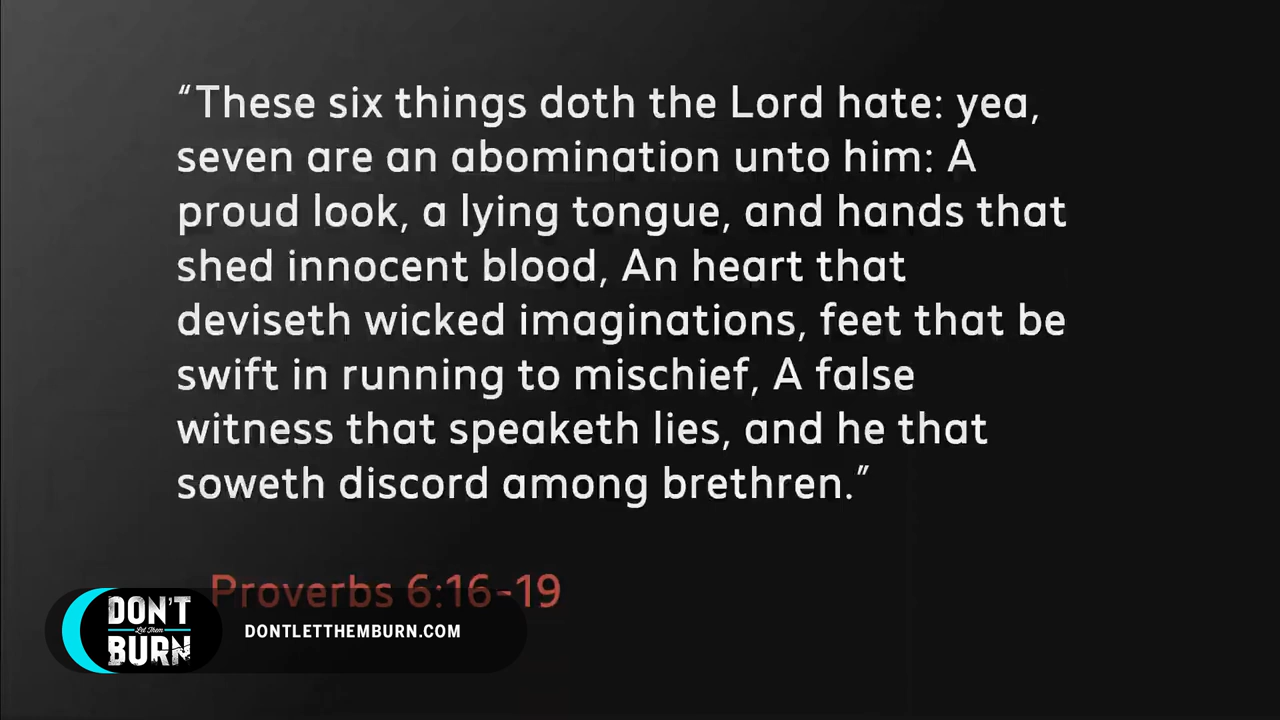 “These six things doth the Lord hate: yea,
seven are an abomination unto him: A
proud look, a lying tongue, and hands that
shed innocent blood, An heart that
deviseth wicked imaginations, feet that be
swift in running to mischief, A false
witness that speaketh lies, and he that
soweth discord among brethren.”
Proverbs 6:16-19
DON'T
Let Them
BURN
DONTLETTHEMBURN.COM